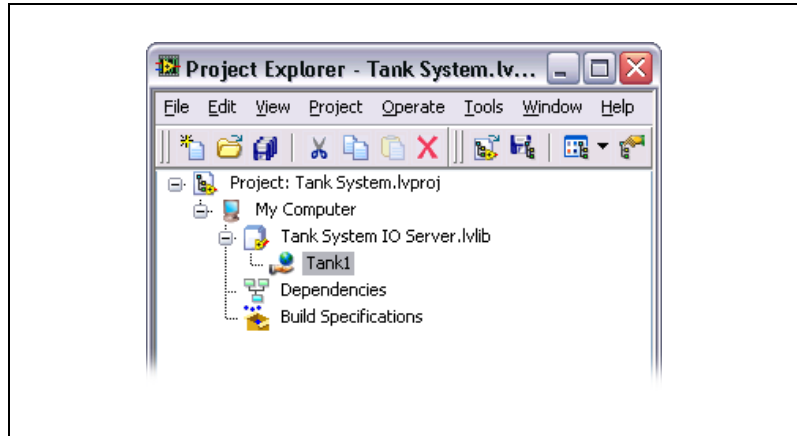 Project Explorer - Tank System.lv...
File Edit View Project Operate Tools Window Help
Project: Tank System.lvproj
My Computer
Tank System IO Server.lvlib
Tank1
Dependencies
Build Specifications